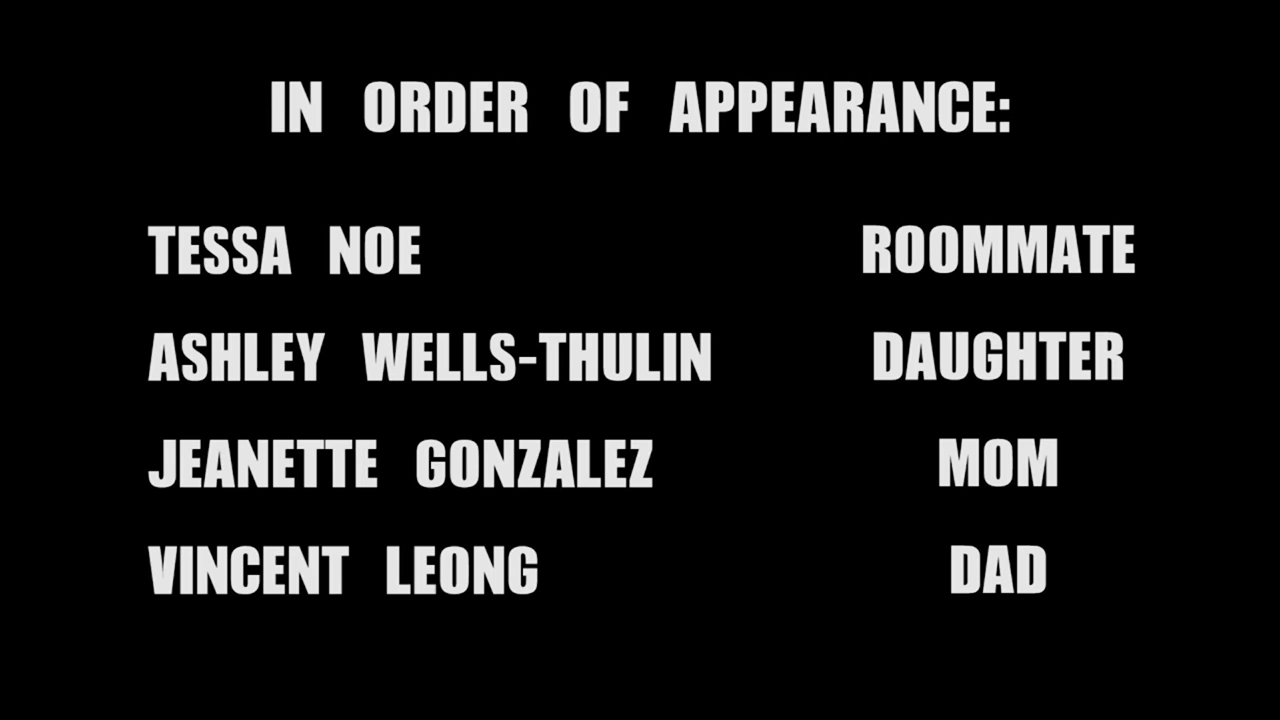 IN ORDER OF APPEARANCE:
TESSA NOE ROOMMATE
ASHLEY WELLS-THULIN DAUGHTER
JEANETTE GONZALEZ MOM
VINCENT LEONG DAD